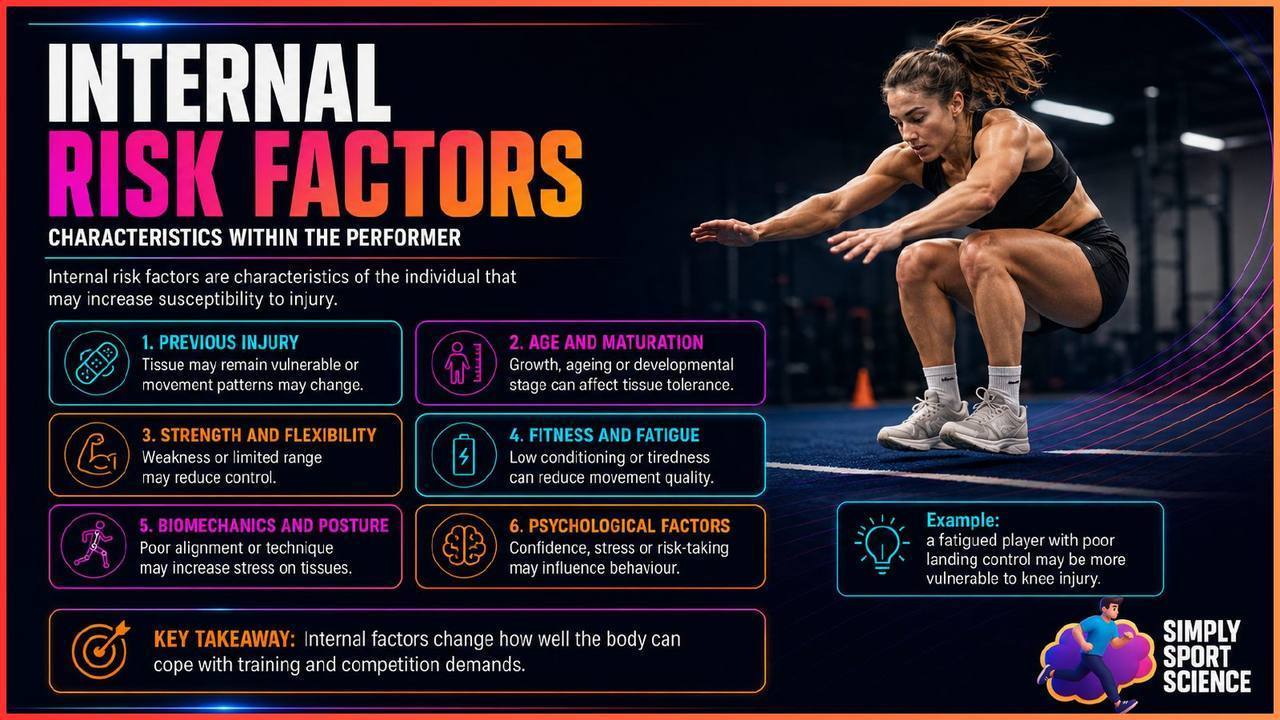 INTERNAL
RISK FACTORS
CHARACTERISTICS WITHIN THE PERFORMER
Internal risk factors are characteristics of the individual that
may increase susceptibility to injury.
1. PREVIOUS INJURY
Tissue may remain vulnerable or
movement patterns may change.
2. AGE AND MATURATION
Growth, ageing or developmental
stage can affect tissue tolerance.
3. STRENGTH AND FLEXIBILITY
Weakness or limited range
may reduce control.
4. FITNESS AND FATIGUE
Low conditioning or tiredness
can reduce movement quality.
5. BIOMECHANICS AND POSTURE
Poor alignment or technique
may increase stress on tissues.
6. PSYCHOLOGICAL FACTORS
Confidence, stress or risk-taking
may influence behaviour.
Example:
a fatigued player with poor
landing control may be more
vulnerable to knee injury.
KEY TAKEAWAY: Internal factors change how well the body can
cope with training and competition demands.
SIMPLY
SPORT
SCIENCE